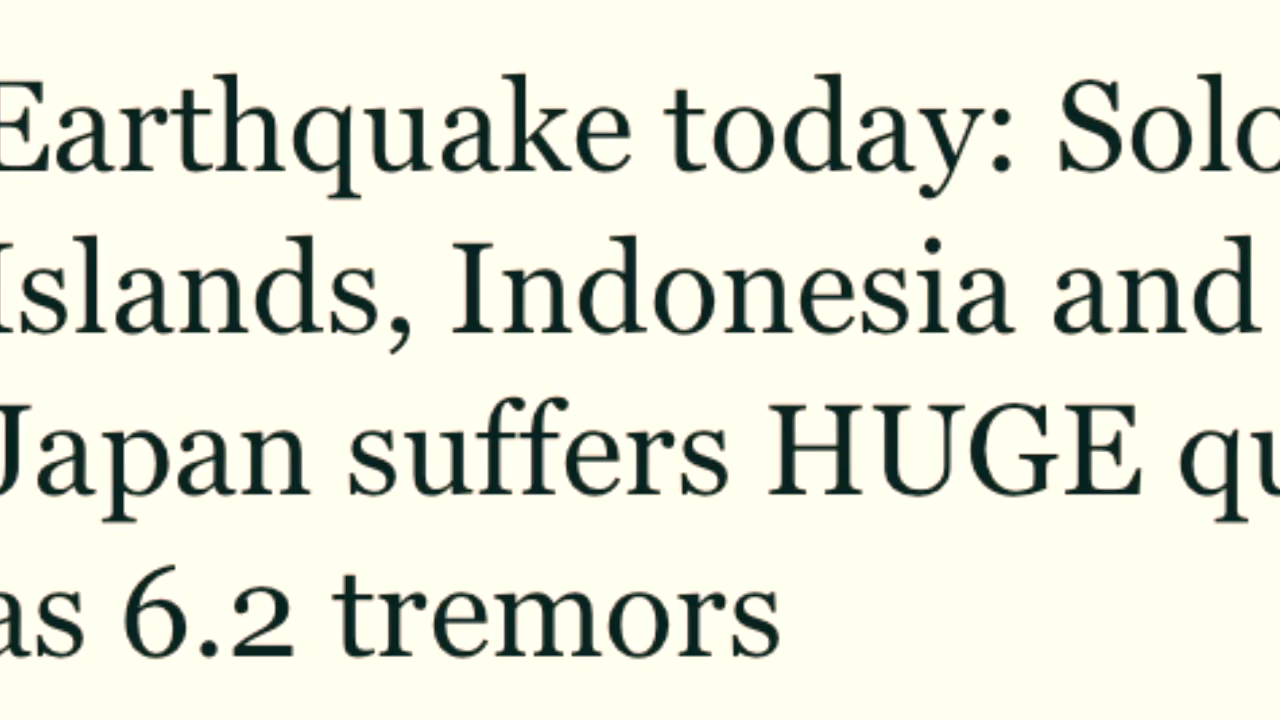 Earthquake today: Solo
Islands, Indonesia and
Japan suffers HUGE qu
as 6.2 tremors